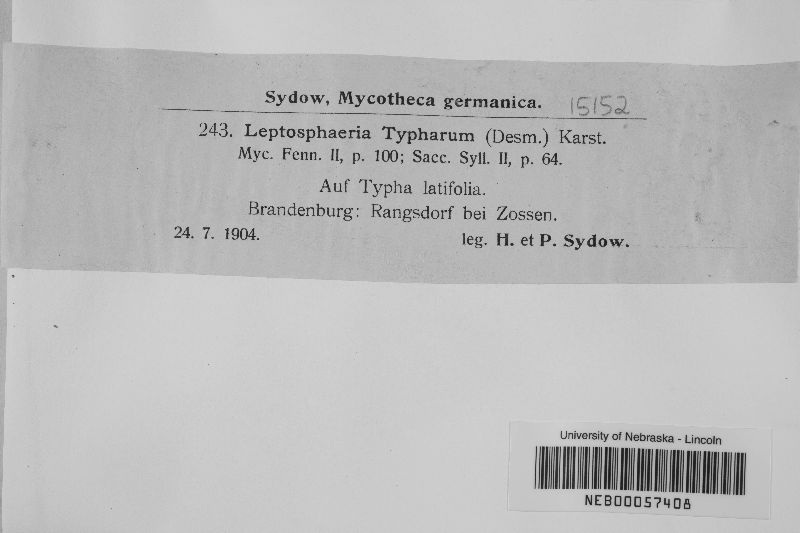 Sydow, Mycotheca germanica. 15152
243. Leptosphaeria Typharum (Desm.) Karst.
Myc. Fenn. II, p. 100; Sacc. Syll. II, p. 64.
Auf Typha latifolia.
Brandenburg: Rangsdorf bei Zossen.
24. 7. 1904. leg. H. et P. Sydow.
University of Nebraska - Lincoln
NEB00057408